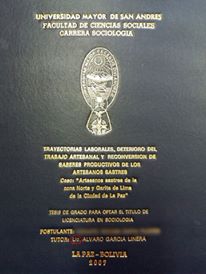 UNIVERSIDAD MAYOR DE SAN ANDRES
FACULTAD DE CIENCIAS SOCIALES
CARRERA SOCIOLOGIA
TRAYECTORIAS LABORALES, DETERIORO DEL
TRABAJO ARTESANAL Y RECONVERSION DE
SABERES PRODUCTIVOS DE LOS
ARTESANOS SASTRES
Caso: "Artesanos sastres de la
zona Norte y Garita de Lima
de la Ciudad de La Paz"
TESIS DE GRADO PARA OPTAR EL TITULO DE
LICENCIATURA EN SOCIOLOGIA
POSTULANTE:
TUTOR: Lic. ALVARO GARCIA LINERA
LA PAZ - BOLIVIA
2007